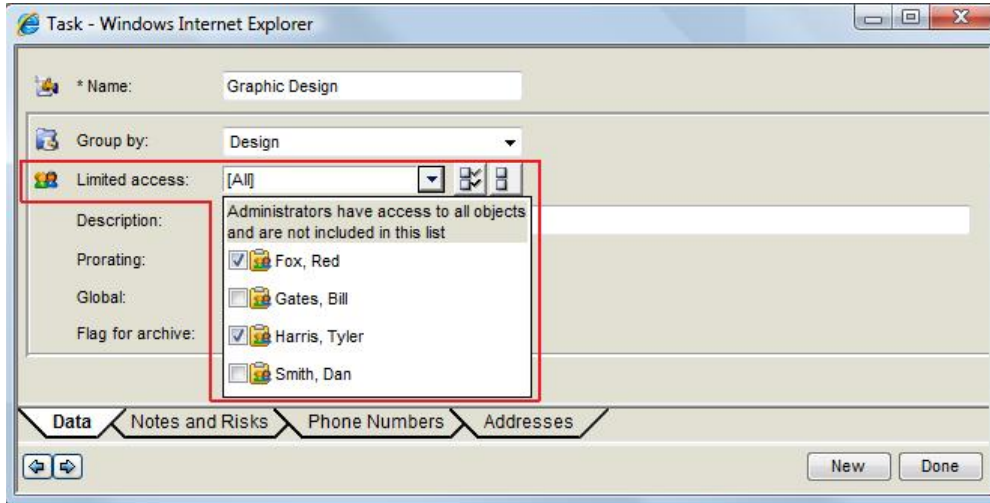 Task - Windows Internet Explorer
* Name: Graphic Design
Group by: Design
Limited access: [All]
Administrators have access to all objects
and are not included in this list
Description:
Prorating: Fox, Red
Global: Gates, Bill
Flag for archive: Harris, Tyler
Smith, Dan
Data Notes and Risks Phone Numbers Addresses
New Done